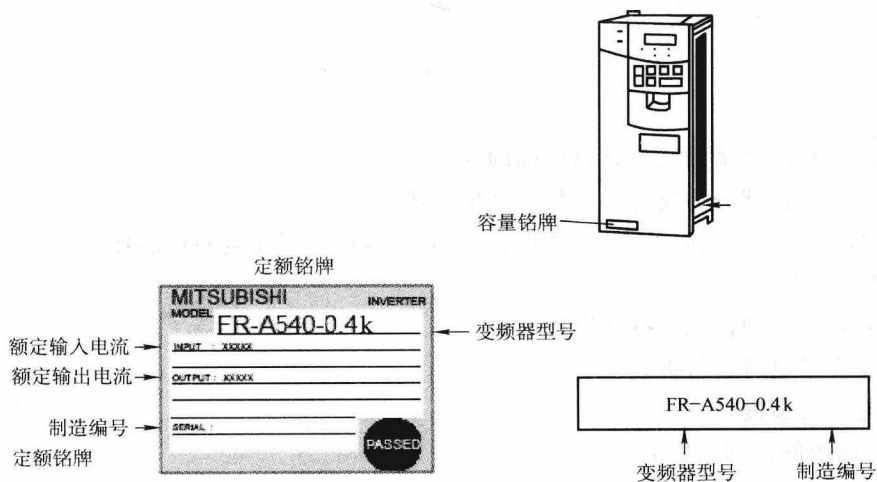 容量铭牌
定额铭牌
MITSUBISHI INVERTER
MODEL
FR-A540-0.4k
变频器型号
额定输入电流
INPUT : XXXXX
额定输出电流
OUTPUT : XXXXX
制造编号
SERIAL :
PASSED
定额铭牌
FR-A540-0.4k
变频器型号 制造编号